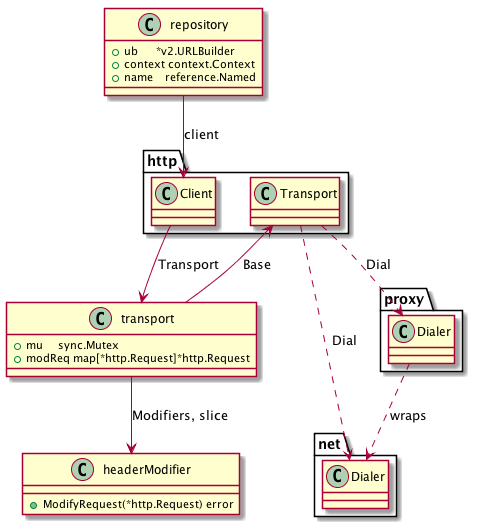 C repository
ub *v2.URLBuilder
context context.Context
name reference.Named
client
http
C Client
C Transport
Transport
Base
Dial
proxy
C Dialer
C transport
mu sync.Mutex
modReq map[*http.Request]*http.Request
Dial
Modifiers, slice
wraps
net
C Dialer
C headerModifier
ModifyRequest(*http.Request) error